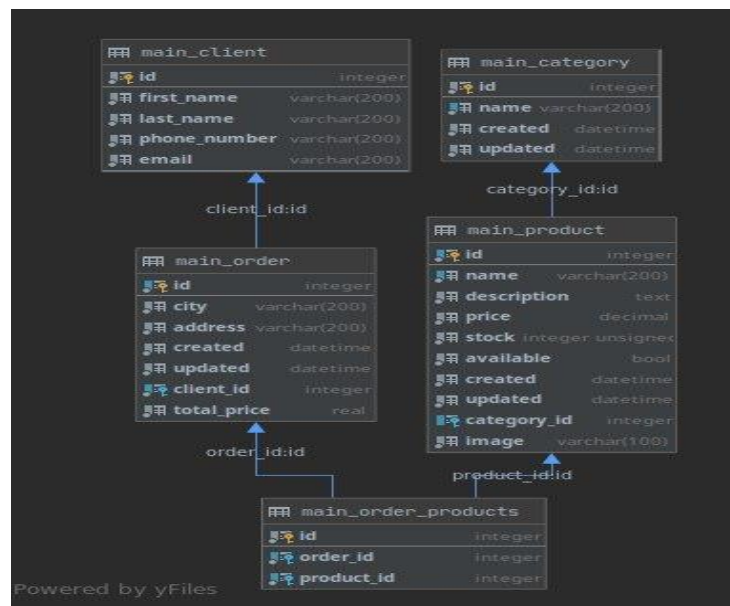 main_client
id integer
first_name varchar(200)
last_name varchar(200)
phone_number varchar(200)
email varchar(200)
main_category
id integer
name varchar(200)
created datetime
updated datetime
client_id:id
category_id:id
main_order
id integer
city varchar(200)
address varchar(200)
created datetime
updated datetime
client_id integer
total_price real
main_product
id integer
name varchar(200)
description text
price decimal
stock integer unsigned
available bool
created datetime
updated datetime
category_id integer
image varchar(100)
order_id:id
product_id:id
main_order_products
id integer
order_id integer
product_id integer
Powered by yFiles